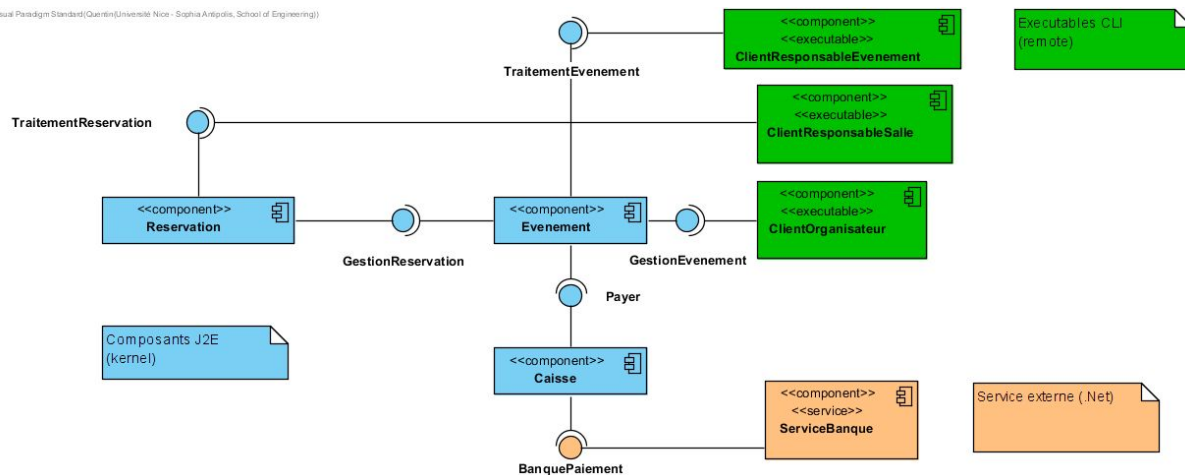 sual Paradigm Standard(Quentin(Université Nice - Sophia Antipolis, School of Engineering))
<<component>>
<<executable>>
ClientResponsableEvenement
Executables CLI
(remote)
TraitementEvenement
<<component>>
<<executable>>
ClientResponsableSalle
TraitementReservation
<<component>>
Reservation
<<component>>
Evenement
<<component>>
<<executable>>
ClientOrganisateur
GestionReservation
GestionEvenement
Payer
Composants J2E
(kernel)
<<component>>
Caisse
<<component>>
<<service>>
ServiceBanque
Service externe (.Net)
BanquePaiement